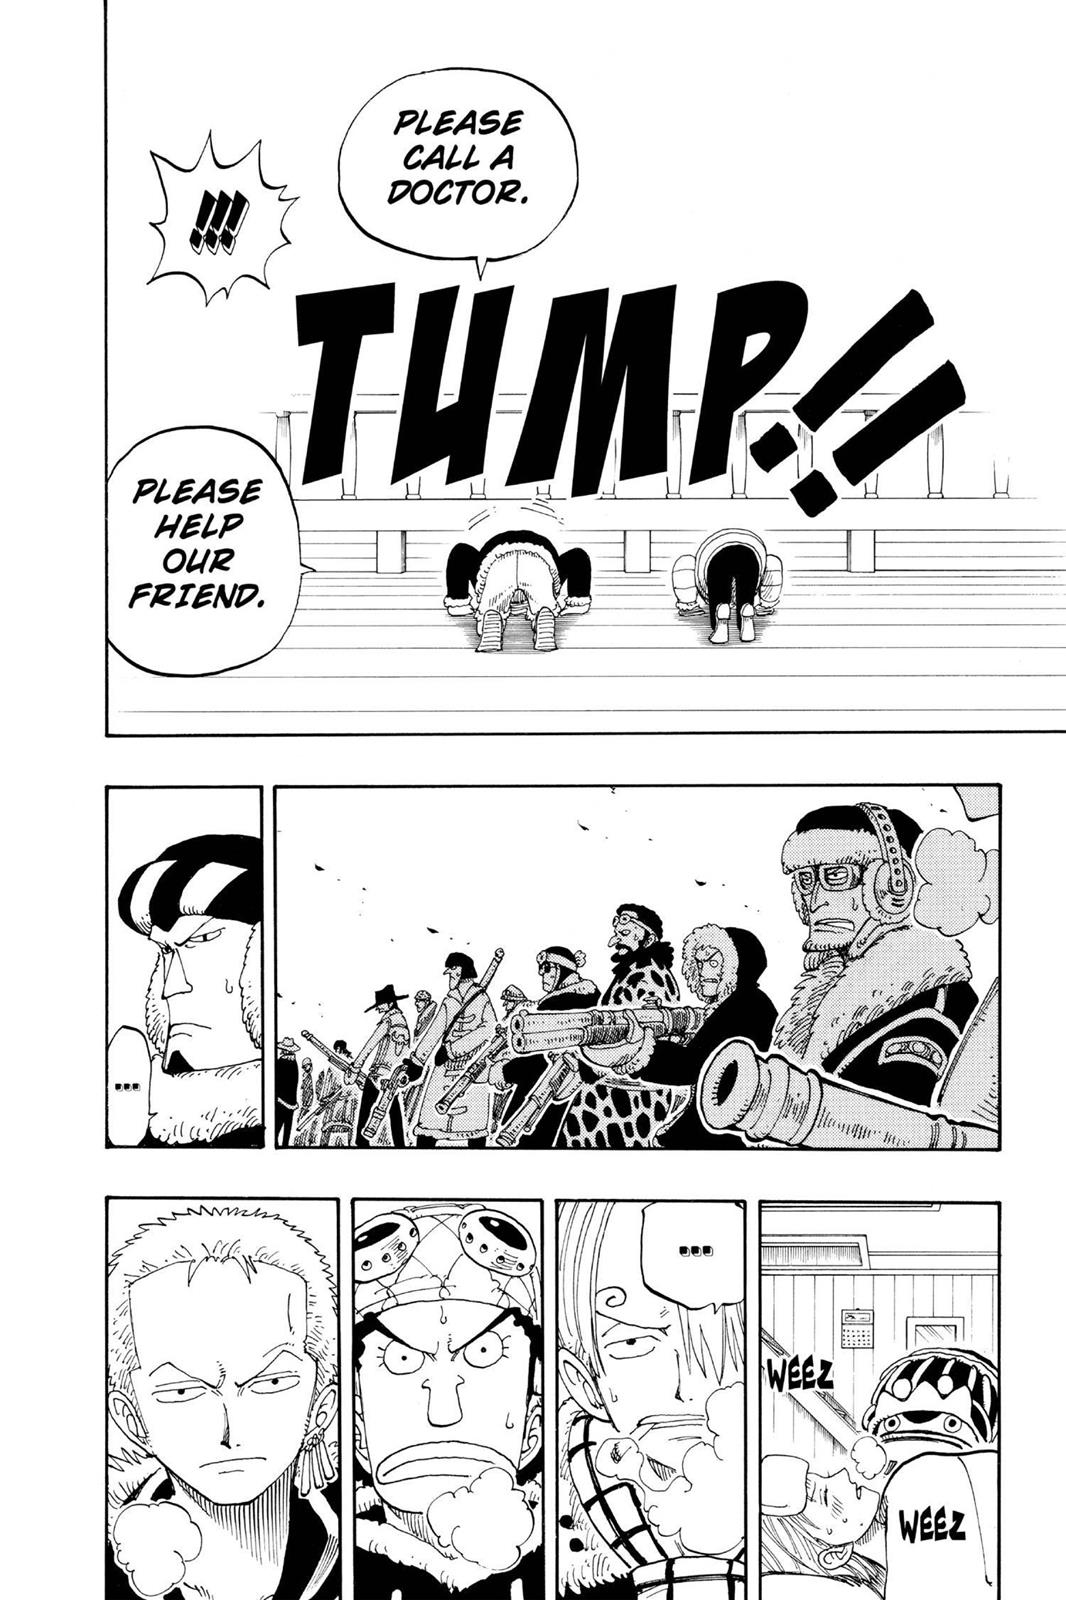 PLEASE
CALL A
DOCTOR.
!!!
TUMP!!
PLEASE
HELP
OUR
FRIEND.
...
...
WEEZ
WEEZ